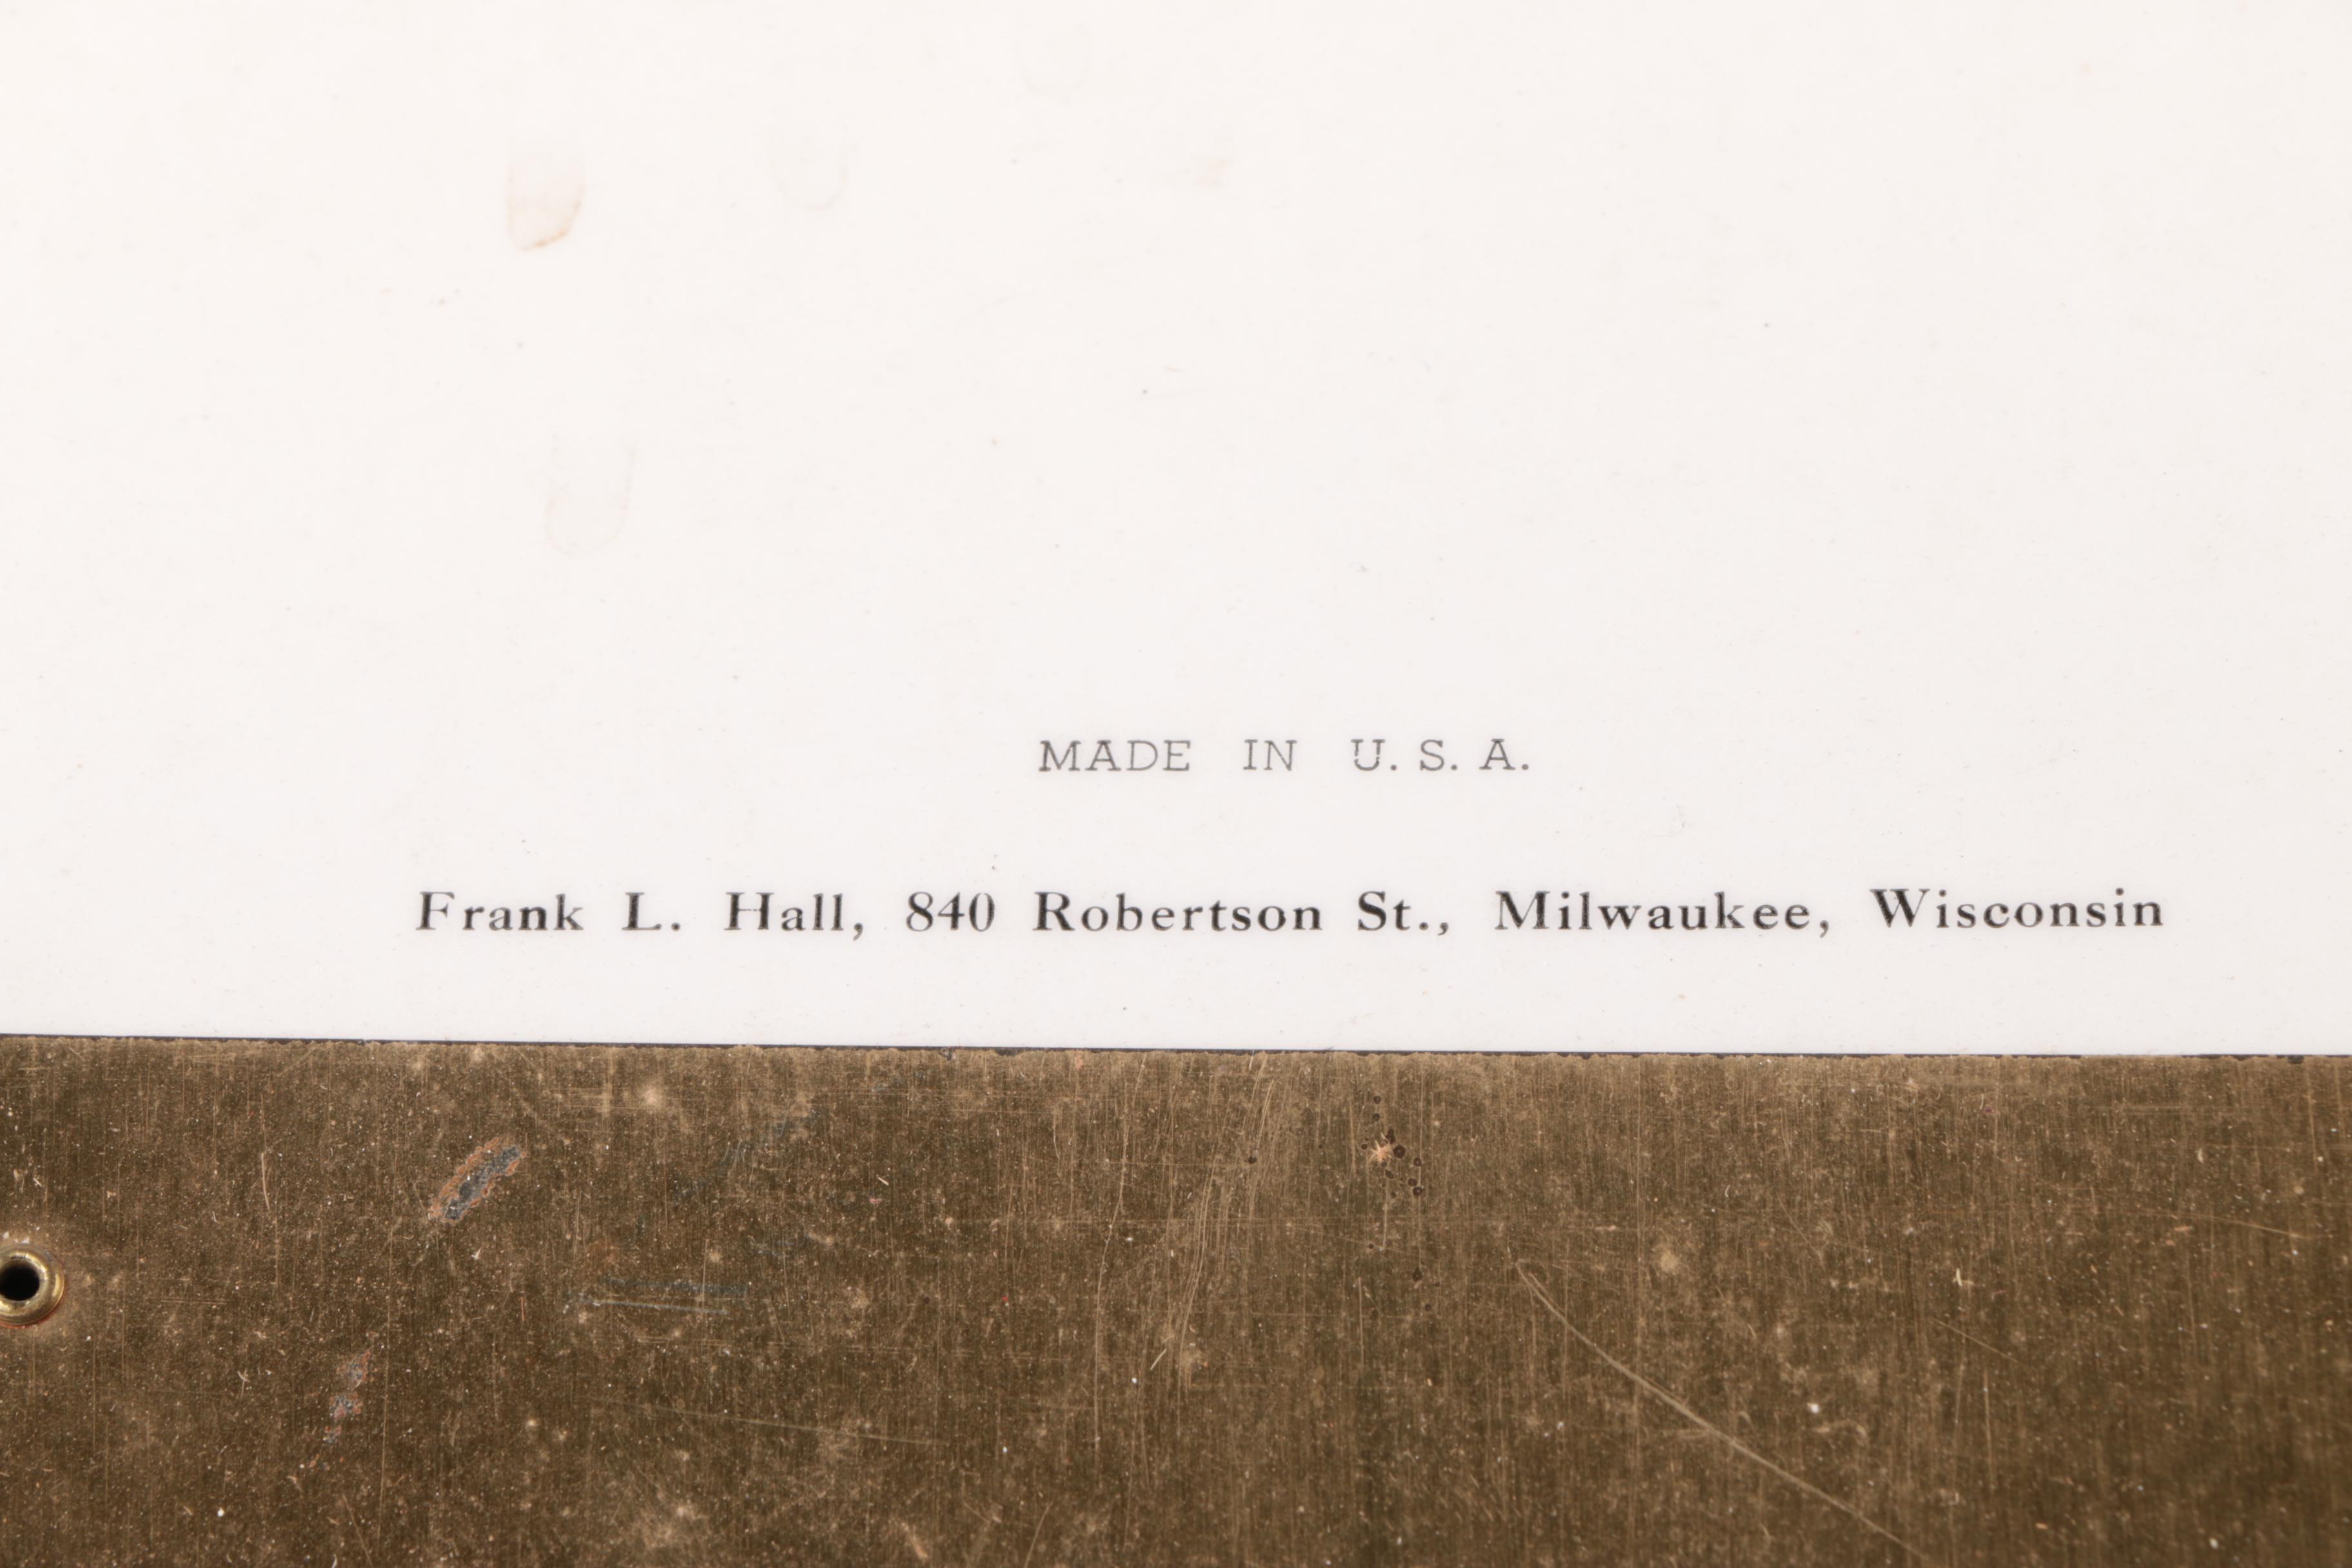 MADE IN U. S. A.
Frank L. Hall, 840 Robertson St., Milwaukee, Wisconsin